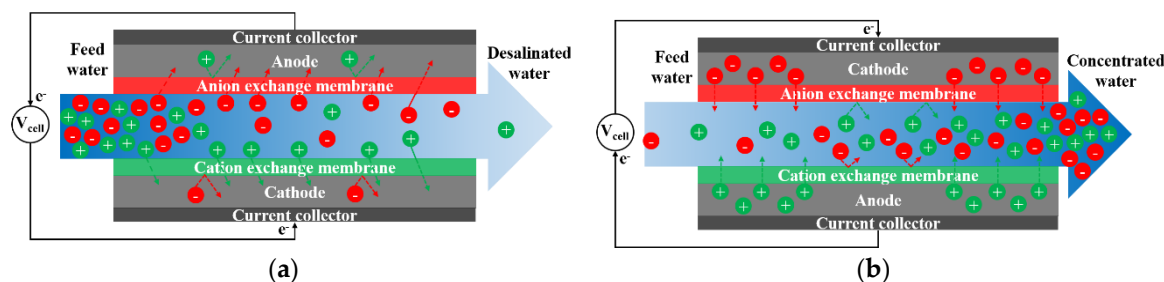 e-
Current collector
Feed
water
Anode
Desalinated
water
Anion exchange membrane
e-
Vcell
Cation exchange membrane
Cathode
Current collector
e-
(a)
e-
Current collector
Feed
water
Cathode
Concentrated
water
Anion exchange membrane
Vcell
e-
Cation exchange membrane
Anode
Current collector
(b)